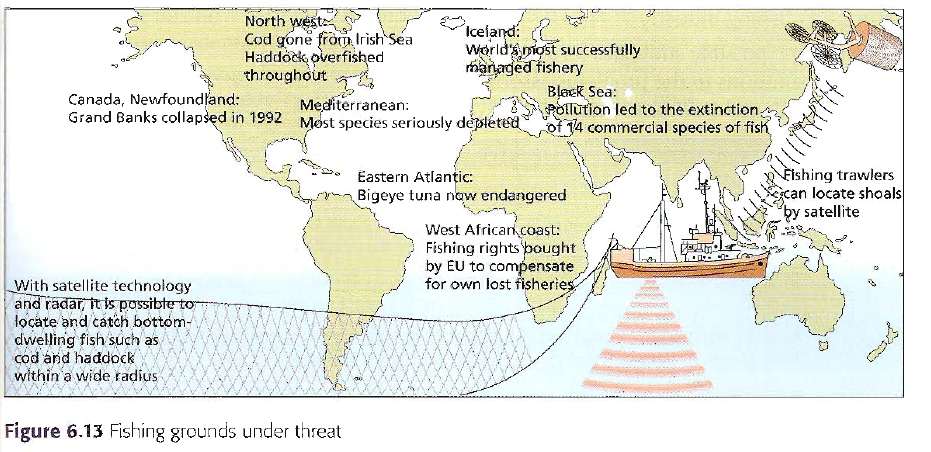 North west:
Cod gone from Irish Sea
Haddock overfished
throughout
Iceland:
World's most successfully
managed fishery
Canada, Newfoundland:
Grand Banks collapsed in 1992
Mediterranean:
Most species seriously depleted
Black Sea:
Pollution led to the extinction
of 14 commercial species of fish
Eastern Atlantic:
Bigeye tuna now endangered
Fishing trawlers
can locate shoals
by satellite
West African coast:
Fishing rights bought
by EU to compensate
for own lost fisheries
With satellite technology
and radar, it is possible to
locate and catch bottom-
dwelling fish such as
cod and haddock
within a wide radius
Figure 6.13 Fishing grounds under threat